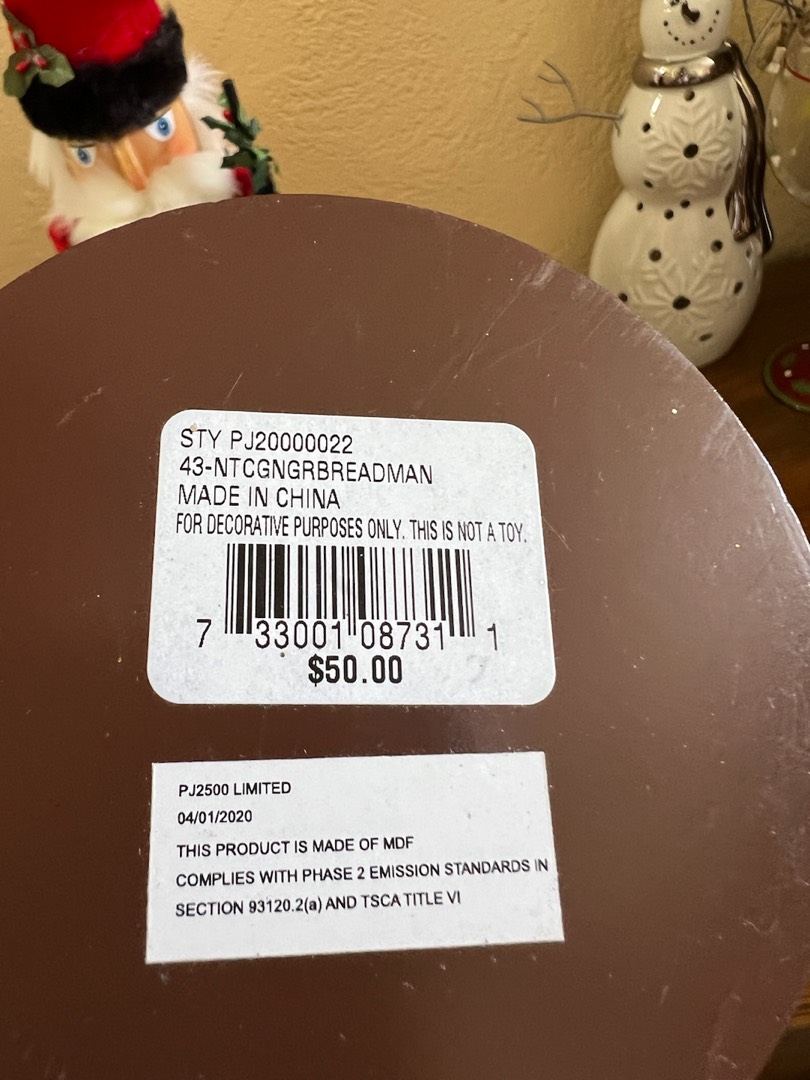 STY PJ20000022
43-NTCGNGRBREADMAN
MADE IN CHINA
FOR DECORATIVE PURPOSES ONLY. THIS IS NOT A TOY.
7 33001 08731 1
$50.00
PJ2500 LIMITED
04/01/2020
THIS PRODUCT IS MADE OF MDF
COMPLIES WITH PHASE 2 EMISSION STANDARDS IN
SECTION 93120.2(a) AND TSCA TITLE VI